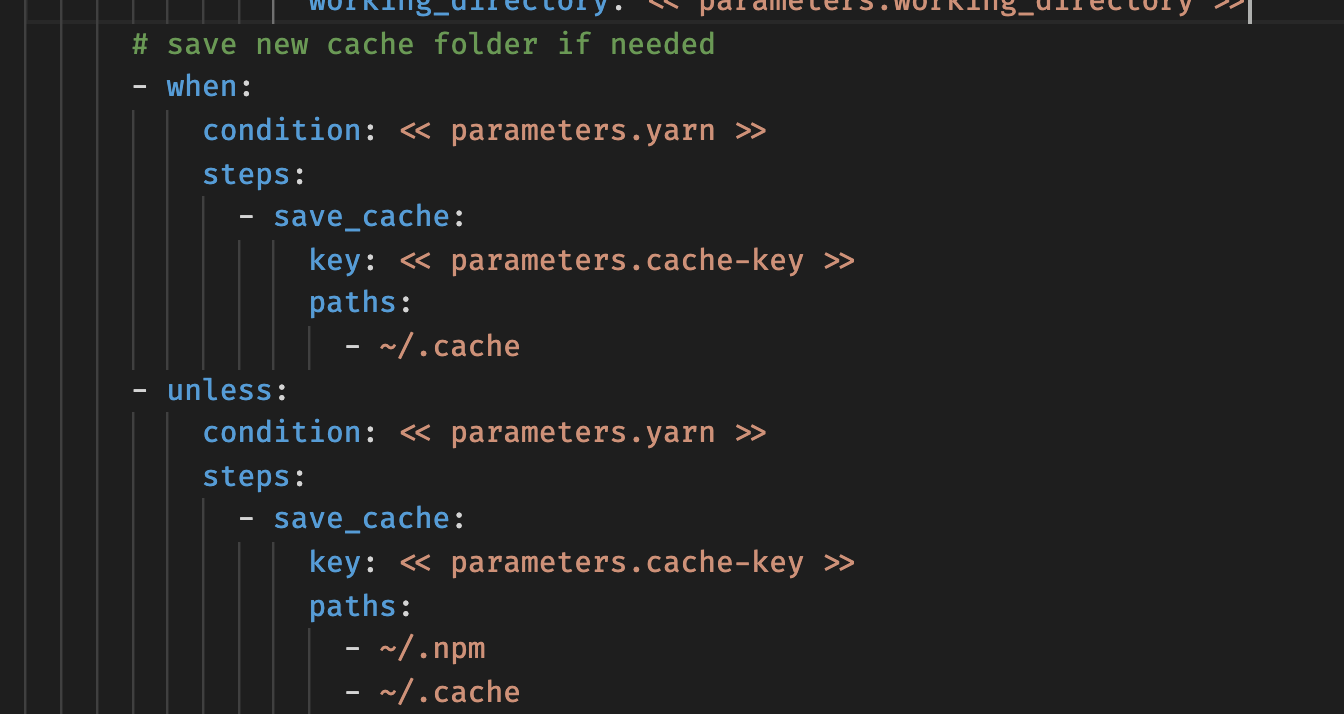 working_directory: << parameters.working_directory >>
# save new cache folder if needed
- when:
condition: << parameters.yarn >>
steps:
- save_cache:
key: << parameters.cache-key >>
paths:
- ~/.cache
- unless:
condition: << parameters.yarn >>
steps:
- save_cache:
key: << parameters.cache-key >>
paths:
- ~/.npm
- ~/.cache